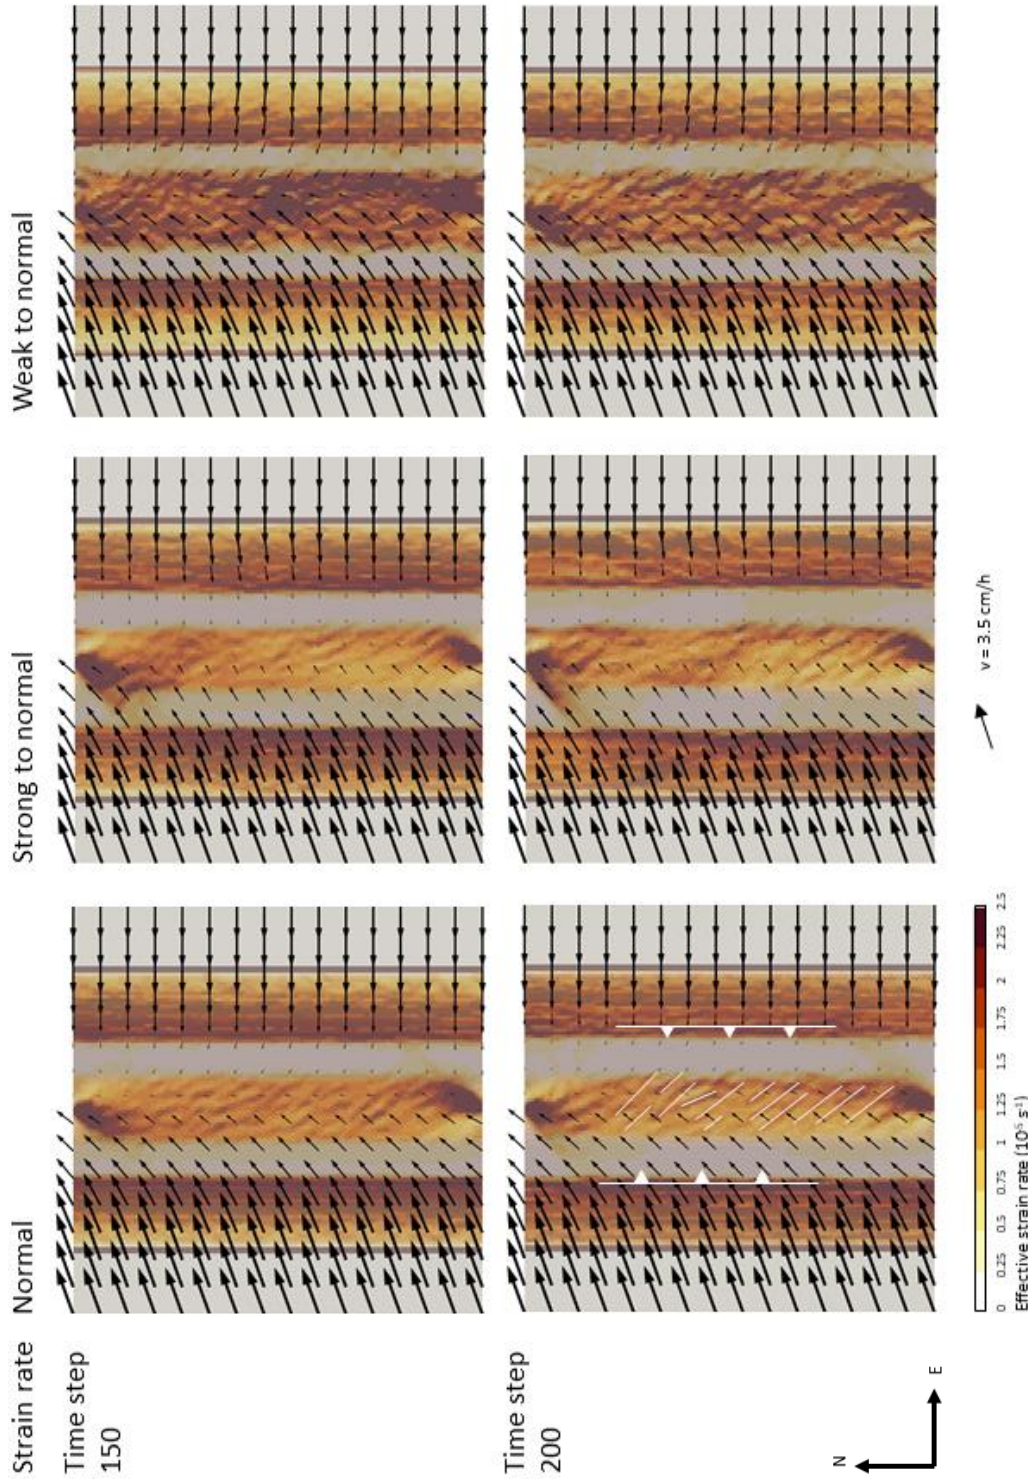 Strain rate
Normal
Strong to normal
Weak to normal
Time step
150
Time step
200
N
E
0 0.25 0.5 0.75 1 1.25 1.5 1.75 2 2.25 2.5
Effective strain rate (10⁻⁵ s⁻¹)
v = 3.5 cm/h